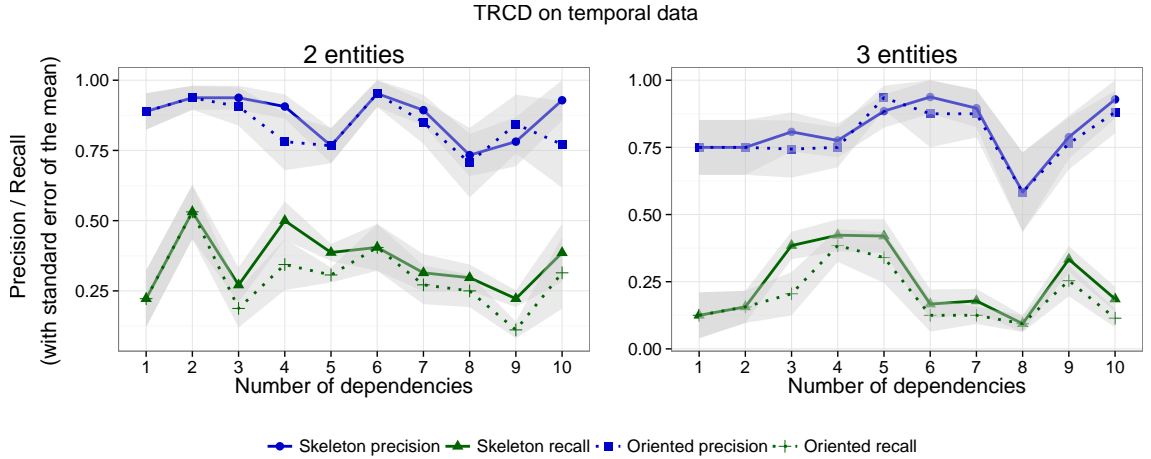 TRCD on temporal data
2 entities
3 entities
Precision / Recall
(with standard error of the mean)
1.00
0.75
0.50
0.25
1.00
0.75
0.50
0.25
0.00
1 2 3 4 5 6 7 8 9 10
1 2 3 4 5 6 7 8 9 10
Number of dependencies
Number of dependencies
Skeleton precision Skeleton recall Oriented precision Oriented recall